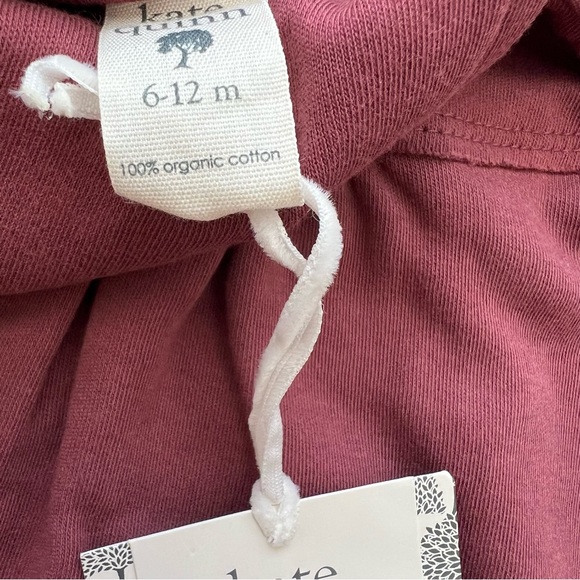 kate
quinn
6-12 m
100% organic cotton
kate